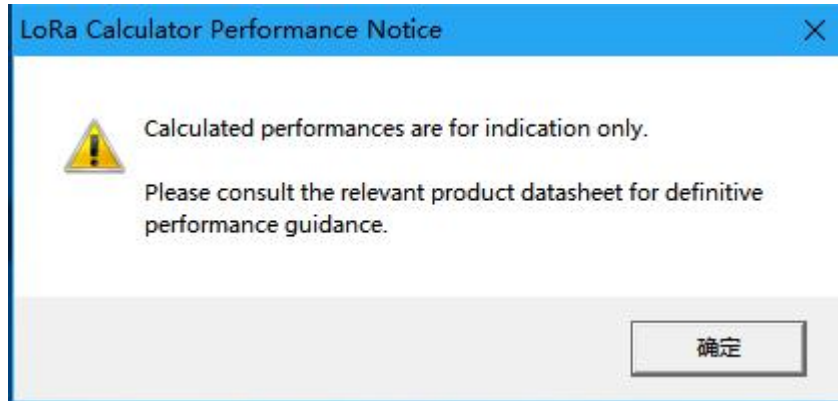 LoRa Calculator Performance Notice
Calculated performances are for indication only.
Please consult the relevant product datasheet for definitive
performance guidance.
确定